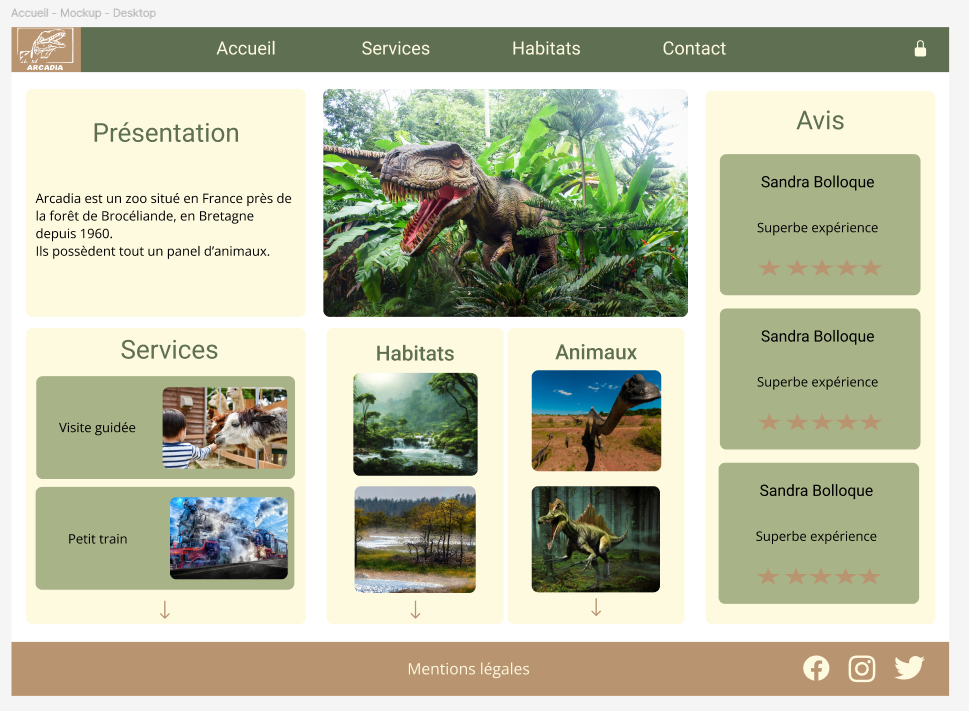 Accueil - Mockup - Desktop
ARCADIA
Accueil
Services
Habitats
Contact
Présentation
Arcadia est un zoo situé en France près de
la forêt de Brocéliande, en Bretagne
depuis 1960.
Ils possèdent tout un panel d’animaux.
Services
Visite guidée
Petit train
Habitats
Animaux
Avis
Sandra Bolloque
Superbe expérience
Sandra Bolloque
Superbe expérience
Sandra Bolloque
Superbe expérience
Mentions légales